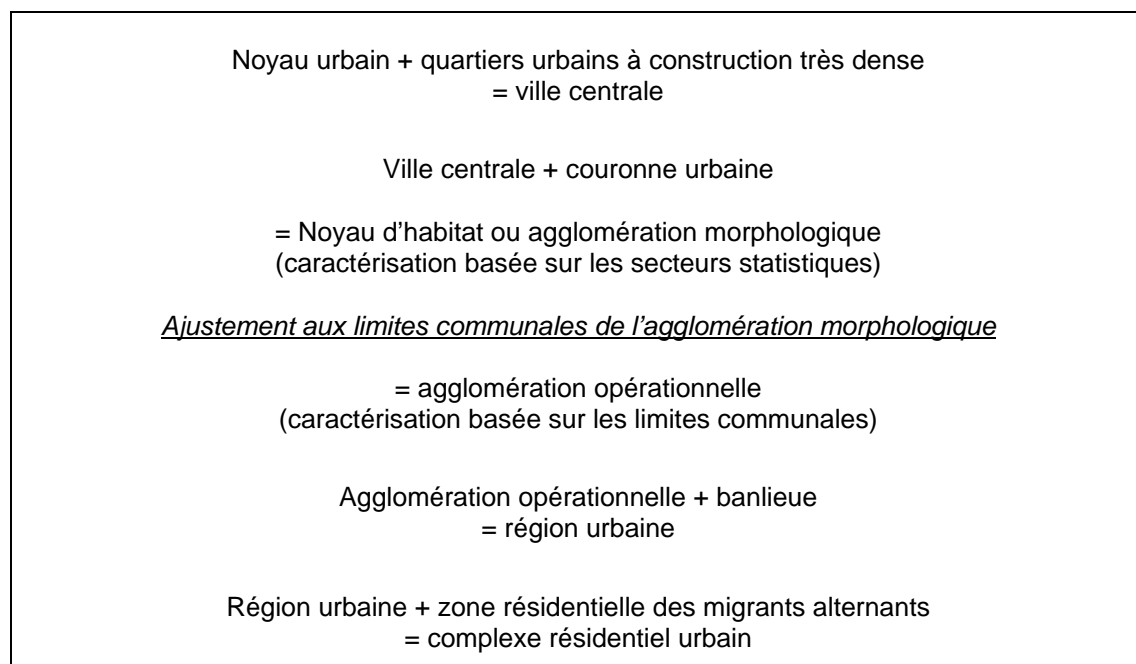 Noyau urbain + quartiers urbains à construction très dense
= ville centrale
Ville centrale + couronne urbaine
= Noyau d'habitat ou agglomération morphologique
(caractérisation basée sur les secteurs statistiques)
Ajustement aux limites communales de l'agglomération morphologique
= agglomération opérationnelle
(caractérisation basée sur les limites communales)
Agglomération opérationnelle + banlieue
= région urbaine
Région urbaine + zone résidentielle des migrants alternants
= complexe résidentiel urbain